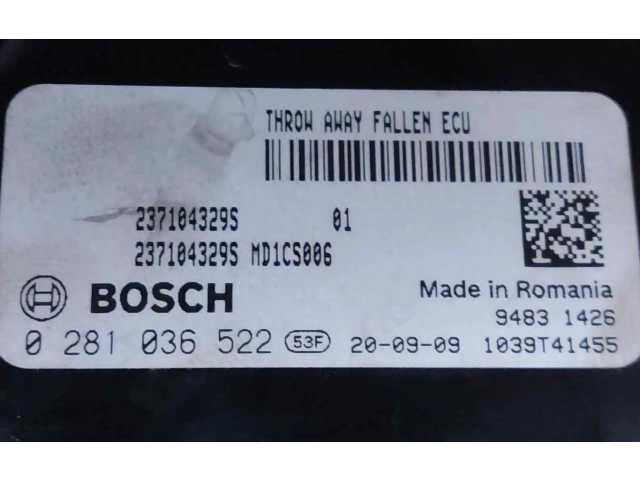 THROW AWAY FALLEN ECU
237104329S 01
237104329S MD1CS006
BOSCH
Made in Romania
9483 1426
0 281 036 522 53F 20-09-09 1039T41455